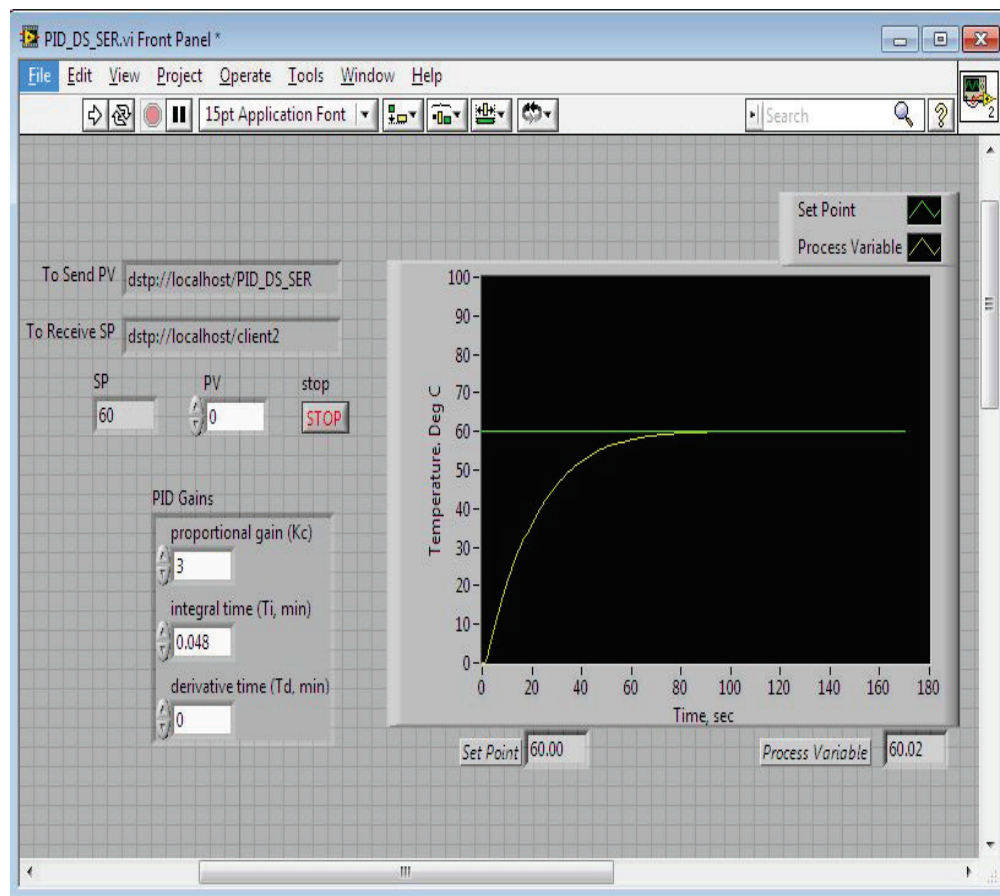 PID_DS_SER.vi Front Panel *
File Edit View Project Operate Tools Window Help
15pt Application Font
Search
2
Set Point
Process Variable
To Send PV dstp://localhost/PID_DS_SER
To Receive SP dstp://localhost/client2
SP PV stop
60 0 STOP
PID Gains
proportional gain (Kc)
3
integral time (Ti, min)
0.048
derivative time (Td, min)
0
Temperature. Deg C
100
90
80
70
60
50
40
30
20
10
0
0 20 40 60 80 100 120 140 160 180
Time, sec
Set Point 60.00
Process Variable 60.02